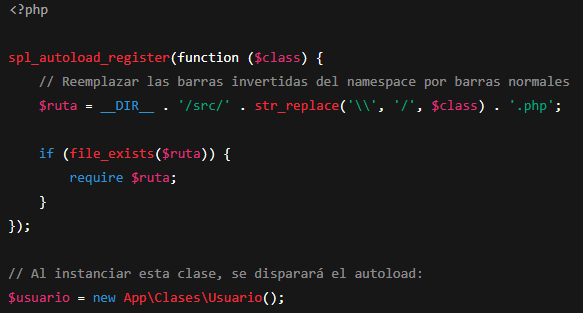 <?php
spl_autoload_register(function ($class) {
    // Reemplazar las barras invertidas del namespace por barras normales
    $ruta = __DIR__ . '/src/' . str_replace('\\', '/', $class) . '.php';
    if (file_exists($ruta)) {
        require $ruta;
    }
});
// Al instanciar esta clase, se disparará el autoload:
$usuario = new App\Clases\Usuario();